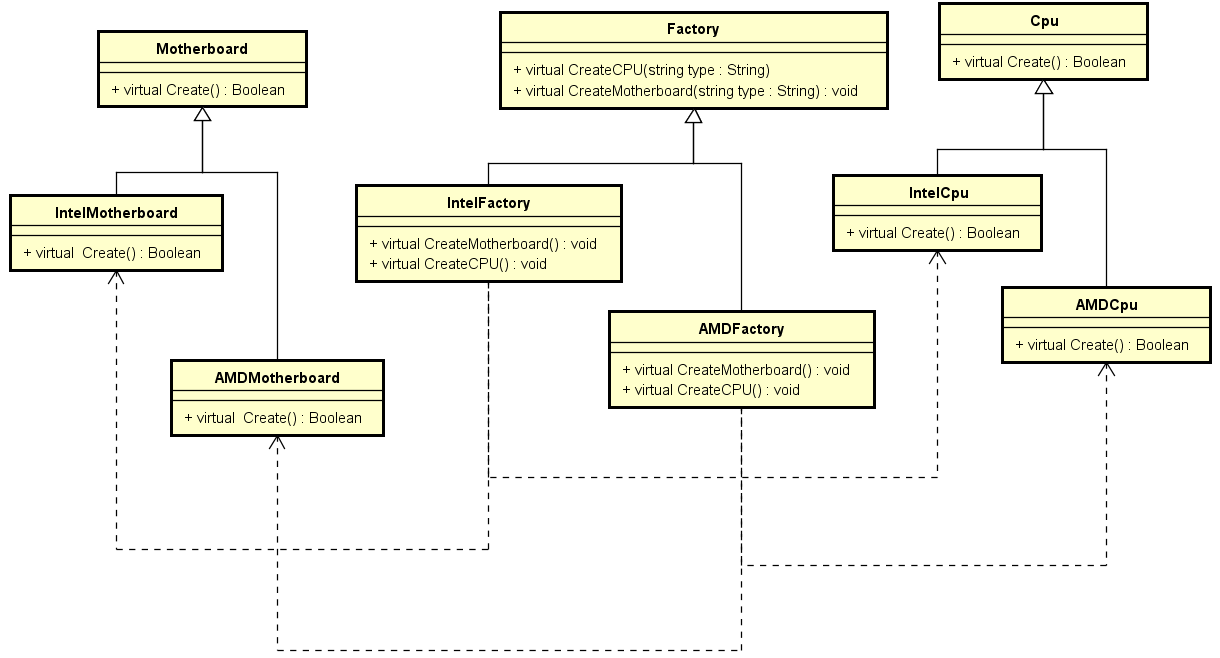 Motherboard
+ virtual Create() : Boolean
Factory
+ virtual CreateCPU(string type : String)
+ virtual CreateMotherboard(string type : String) : void
Cpu
+ virtual Create() : Boolean
IntelMotherboard
+ virtual  Create() : Boolean
IntelFactory
+ virtual CreateMotherboard() : void
+ virtual CreateCPU() : void
IntelCpu
+ virtual Create() : Boolean
AMDMotherboard
+ virtual  Create() : Boolean
AMDFactory
+ virtual CreateMotherboard() : void
+ virtual CreateCPU() : void
AMDCpu
+ virtual Create() : Boolean